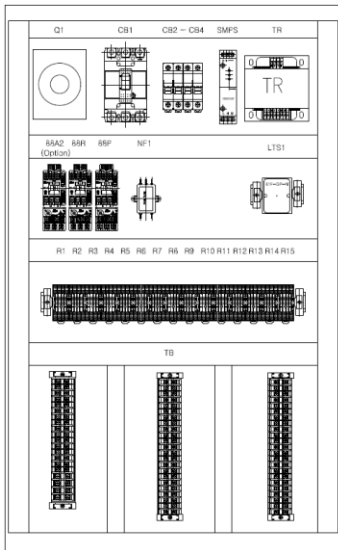 Q1 CB1 CB2 ~ CB4 SMPS TR
TR
88A2 88R 88P NF1 LTS1
(Option)
R1 R2 R3 R4 R5 R6 R7 R8 R9 R10 R11 R12 R13 R14 R15
TB